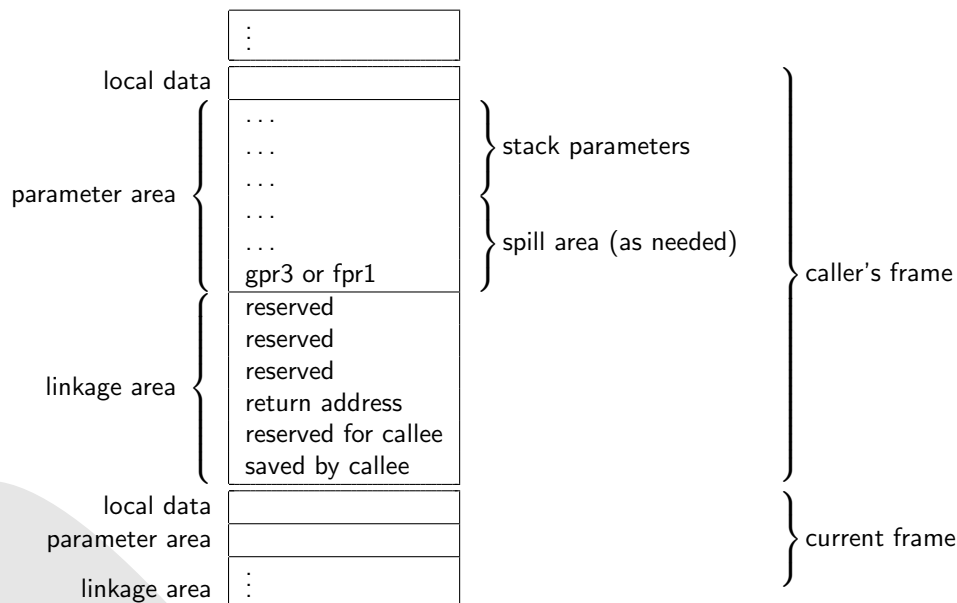 ⋮
local data
. . .
. . .
stack parameters
. . .
parameter area
. . .
. . .
spill area (as needed)
gpr3 or fpr1
caller's frame
reserved
reserved
reserved
linkage area
return address
reserved for callee
saved by callee
local data
parameter area
current frame
⋮
linkage area